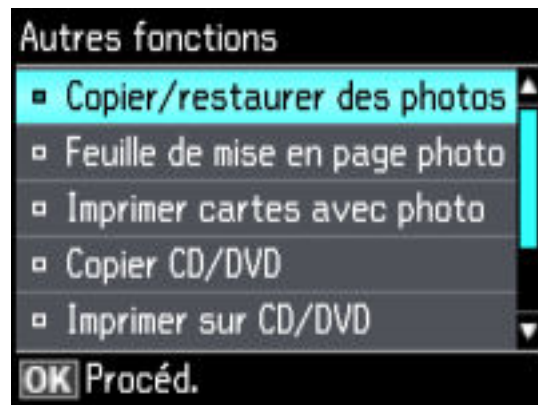 Autres fonctions
Copier/restaurer des photos
Feuille de mise en page photo
Imprimer cartes avec photo
Copier CD/DVD
Imprimer sur CD/DVD
OK Procéd.